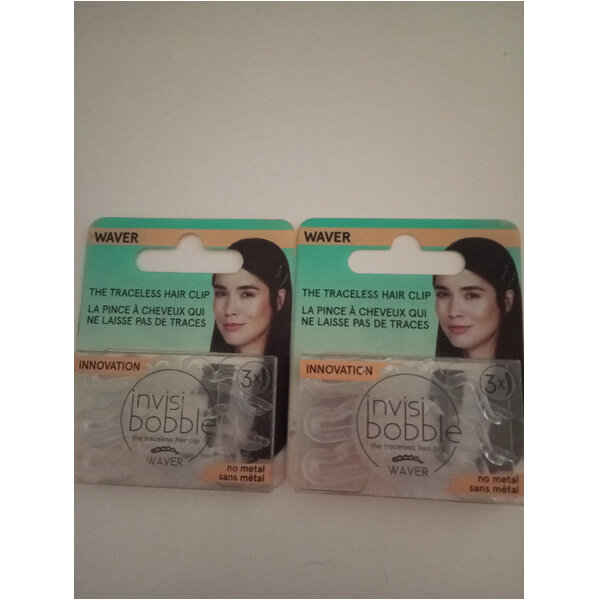 WAVER
THE TRACELESS HAIR CLIP
LA PINCE À CHEVEUX QUI
NE LAISSE PAS DE TRACES
INNOVATION
3x
invisi
bobble
the traceless hair clip
WAVER
no metal
sans métal
WAVER
THE TRACELESS HAIR CLIP
LA PINCE À CHEVEUX QUI
NE LAISSE PAS DE TRACES
INNOVATION
3x
invisi
bobble
the traceless hair clip
WAVER
no metal
sans métal